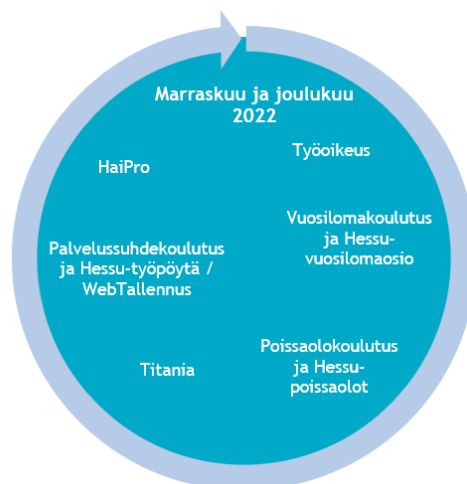 Marraskuu ja joulukuu
2022
Työoikeus
Vuosilomakoulutus
ja Hessu-
vuosilomaosio
Poissaolokoulutus
ja Hessu-
poissaolot
Titania
Palvelussuhdekoulutus
ja Hessu-työpöytä /
WebTallennus
HaiPro